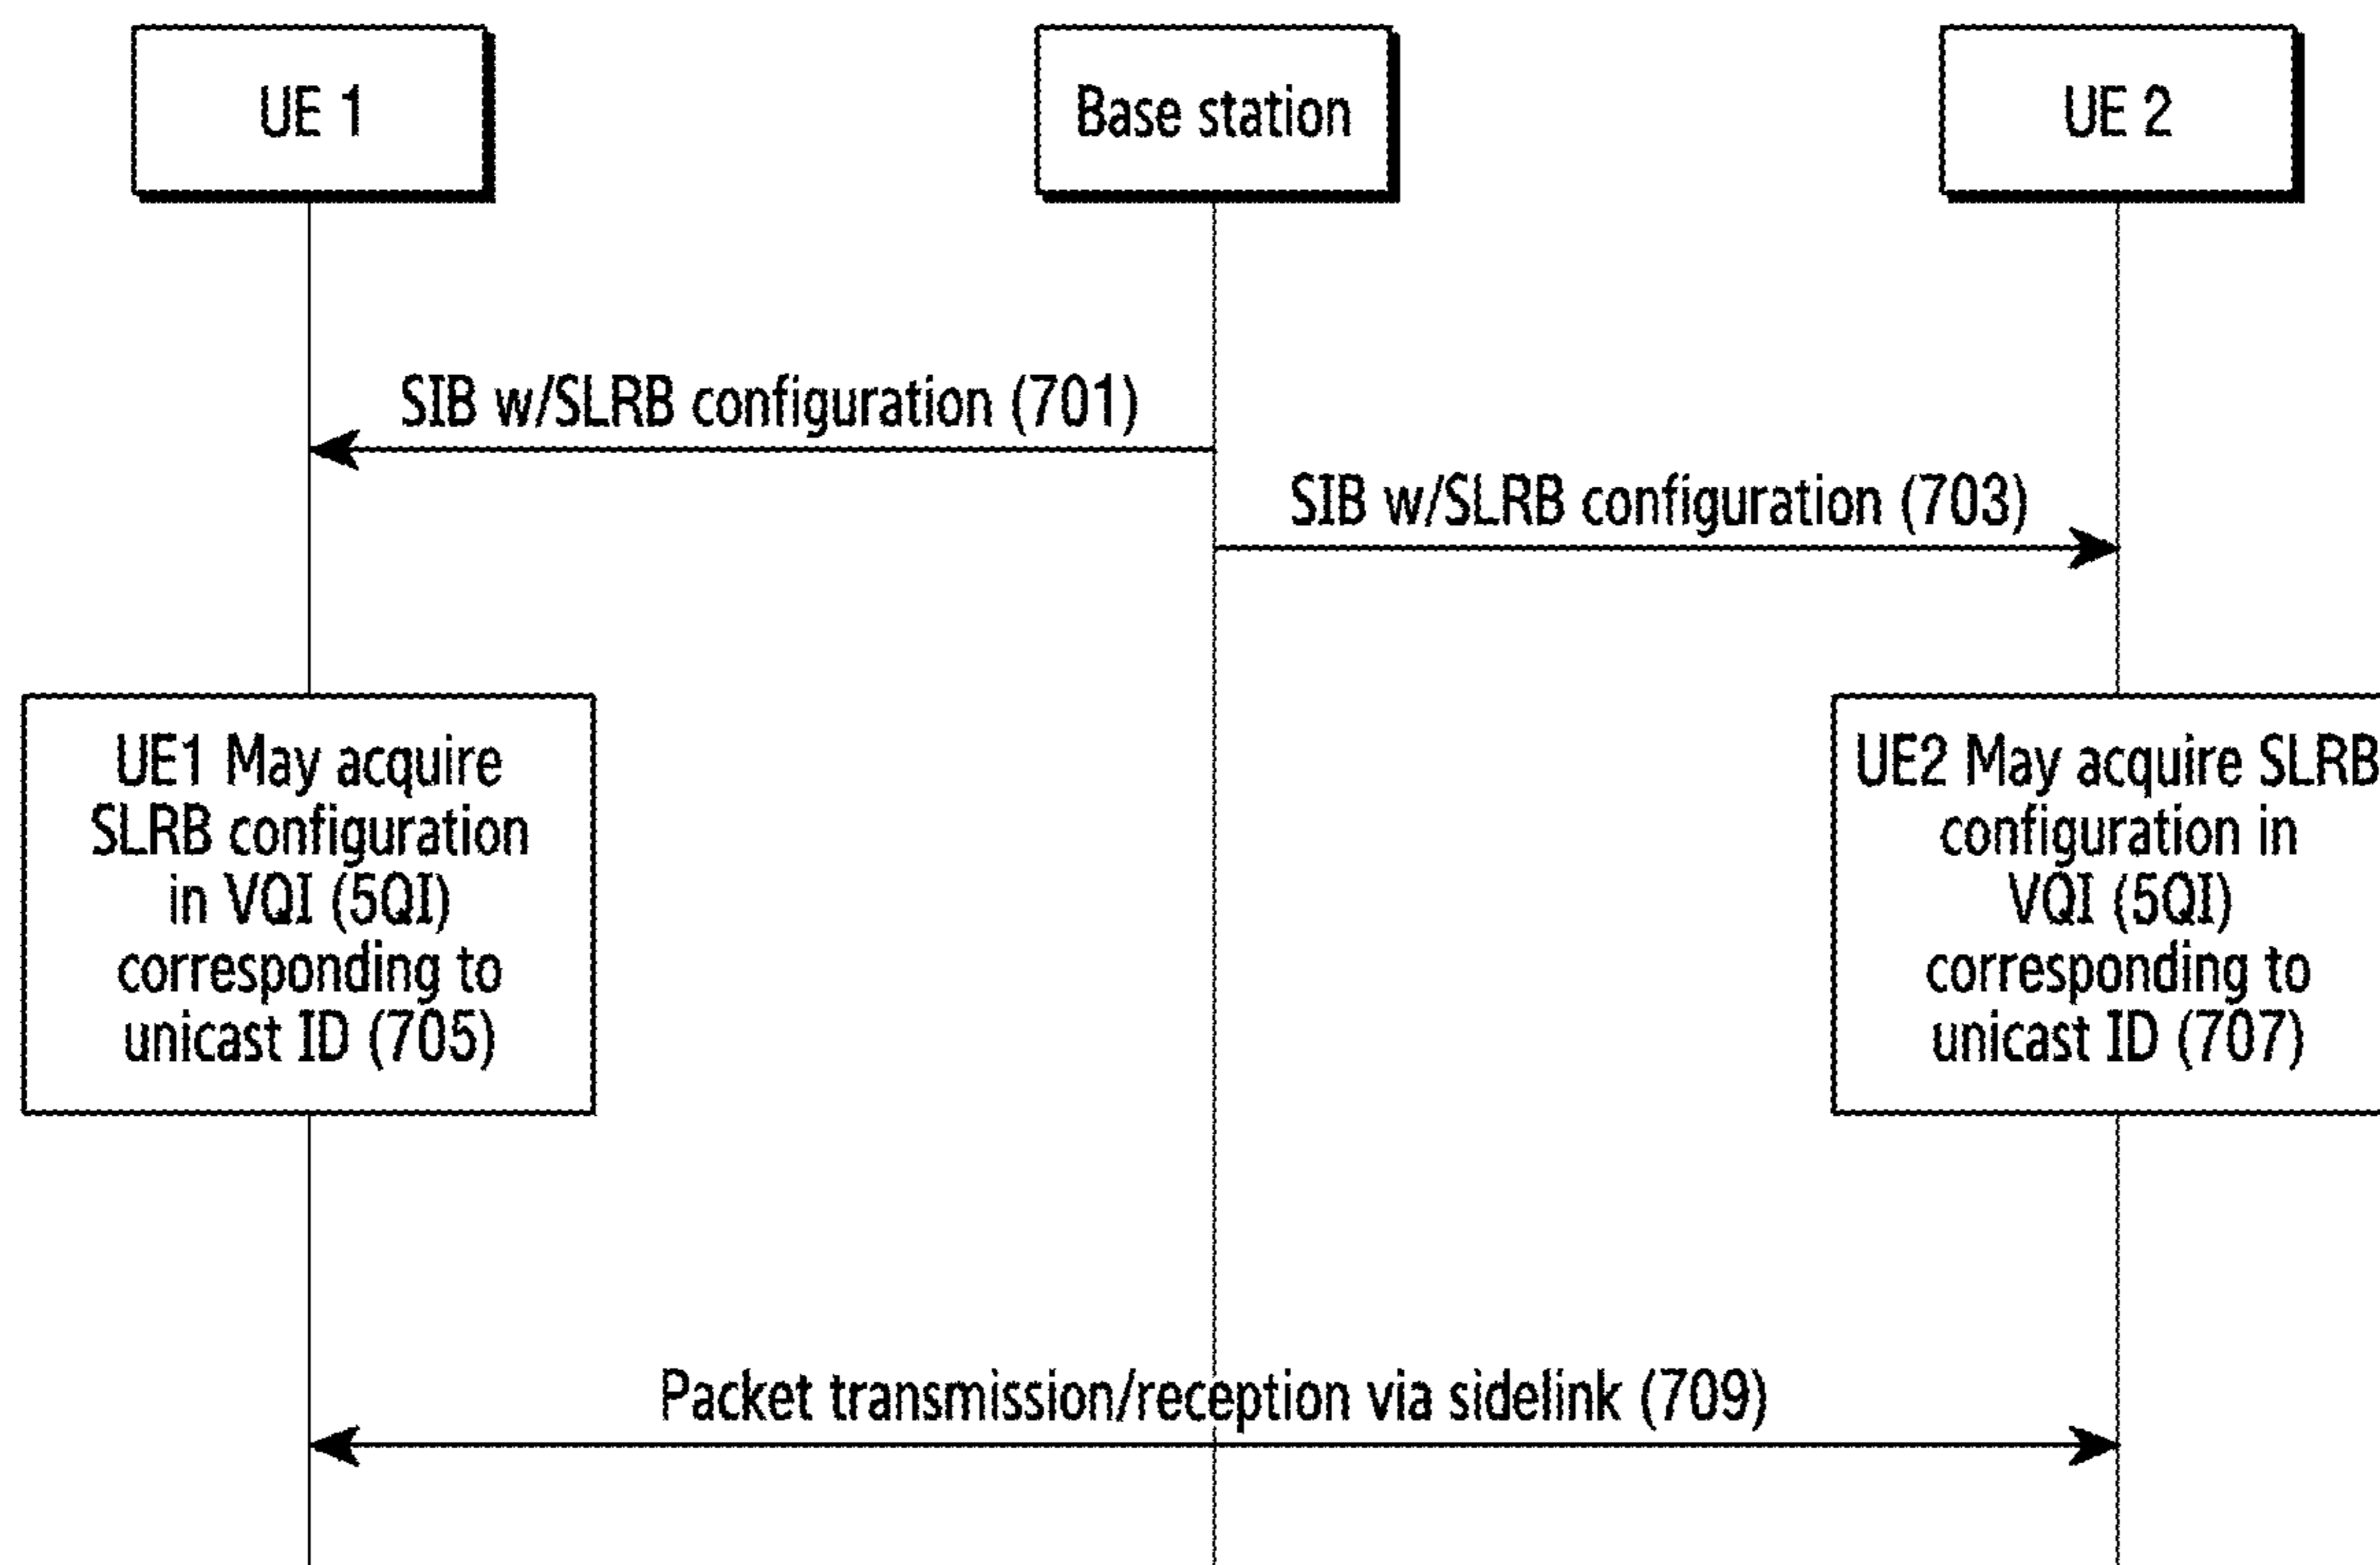 UE 1
Base station
UE 2
SIB w/SLRB configuration (701)
SIB w/SLRB configuration (703)
UE1 May acquire
SLRB configuration
in VQI (5QI)
corresponding to
unicast ID (705)
UE2 May acquire SLRB
configuration in
VQI (5QI)
corresponding to
unicast ID (707)
Packet transmission/reception via sidelink (709)